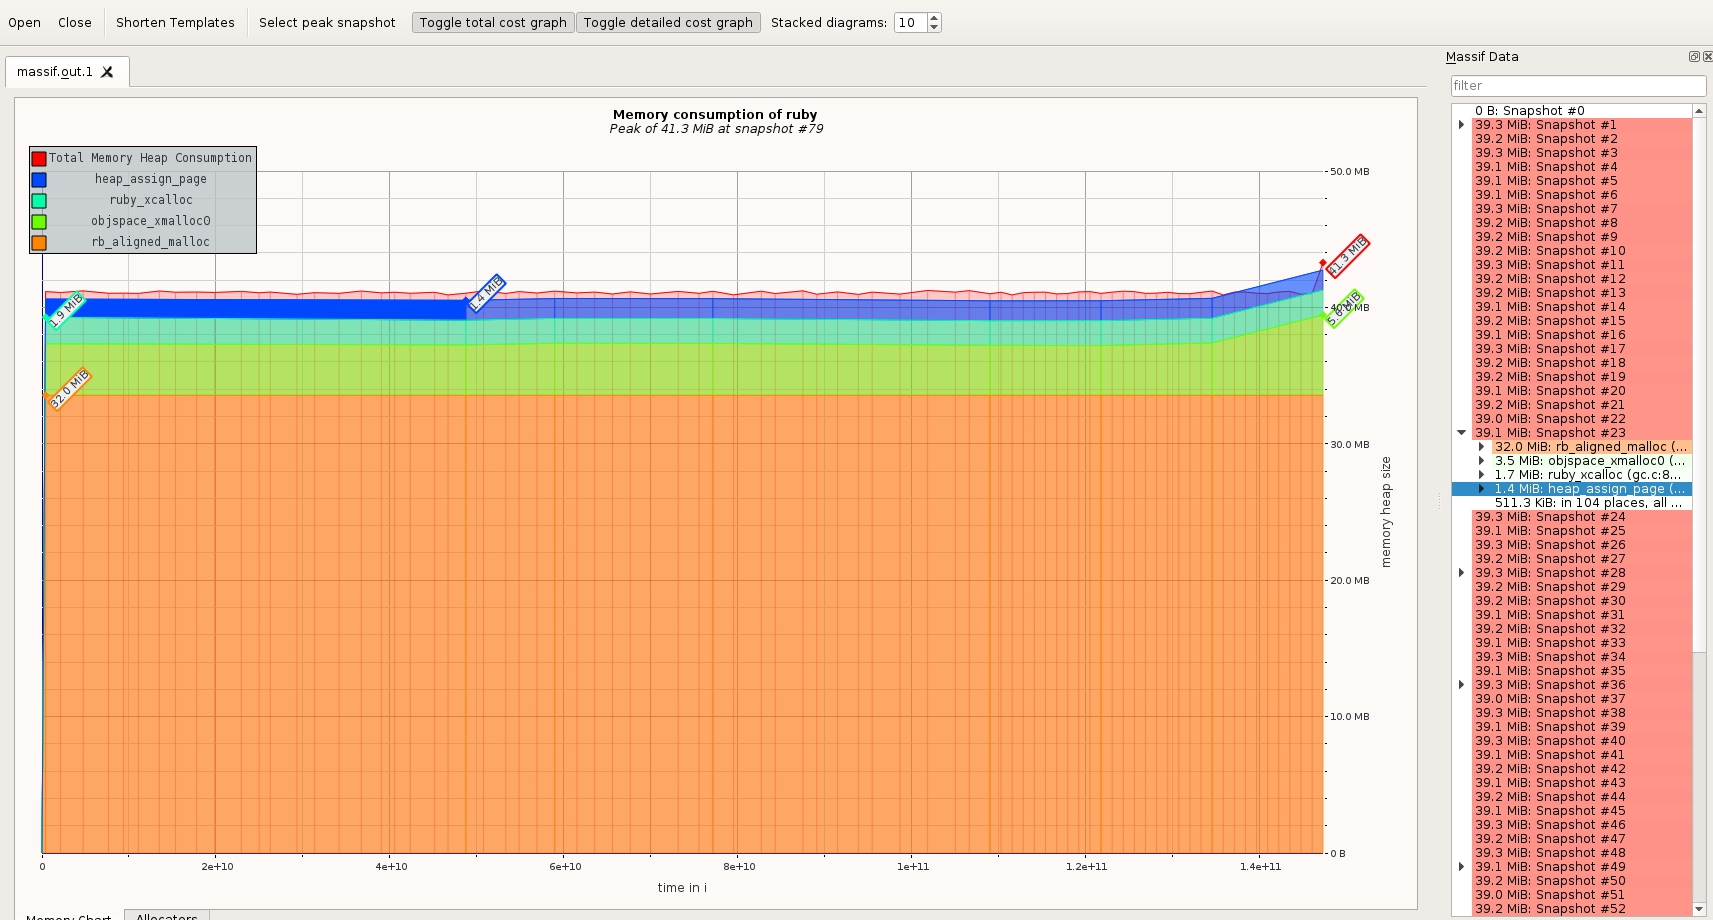 Open Close Shorten Templates Select peak snapshot Toggle total cost graph Toggle detailed cost graph Stacked diagrams: 10
massif.out.1
Memory consumption of ruby
Peak of 41.3 MiB at snapshot #79
Total Memory Heap Consumption
heap_assign_page
ruby_xcalloc
objspace_xmalloc0
rb_aligned_malloc
1.9 MiB
32.0 MiB
1.4 MiB
41.3 MiB
5.6 MiB
50.0 MB
40.0 MB
30.0 MB
20.0 MB
10.0 MB
0 B
memory heap size
0 2e+10 4e+10 6e+10 8e+10 1e+11 1.2e+11 1.4e+11
time in i
Memory Chart Allocators
Massif Data
filter
0 B: Snapshot #0
39.3 MiB: Snapshot #1
39.2 MiB: Snapshot #2
39.2 MiB: Snapshot #3
39.1 MiB: Snapshot #4
39.1 MiB: Snapshot #5
39.1 MiB: Snapshot #6
39.3 MiB: Snapshot #7
39.2 MiB: Snapshot #8
39.2 MiB: Snapshot #9
39.2 MiB: Snapshot #10
39.3 MiB: Snapshot #11
39.2 MiB: Snapshot #12
39.2 MiB: Snapshot #13
39.1 MiB: Snapshot #14
39.2 MiB: Snapshot #15
39.1 MiB: Snapshot #16
39.3 MiB: Snapshot #17
39.2 MiB: Snapshot #18
39.2 MiB: Snapshot #19
39.1 MiB: Snapshot #20
39.2 MiB: Snapshot #21
39.0 MiB: Snapshot #22
39.1 MiB: Snapshot #23
32.0 MiB: rb_aligned_malloc (...
3.5 MiB: objspace_xmalloc0 (...
1.7 MiB: ruby_xcalloc (gc.c:8...
1.4 MiB: heap_assign_page (...
511.3 KiB: in 104 places, all ...
39.3 MiB: Snapshot #24
39.1 MiB: Snapshot #25
39.3 MiB: Snapshot #26
39.2 MiB: Snapshot #27
39.3 MiB: Snapshot #28
39.2 MiB: Snapshot #29
39.2 MiB: Snapshot #30
39.1 MiB: Snapshot #31
39.2 MiB: Snapshot #32
39.1 MiB: Snapshot #33
39.3 MiB: Snapshot #34
39.1 MiB: Snapshot #35
39.3 MiB: Snapshot #36
39.0 MiB: Snapshot #37
39.3 MiB: Snapshot #38
39.1 MiB: Snapshot #39
39.3 MiB: Snapshot #40
39.1 MiB: Snapshot #41
39.2 MiB: Snapshot #42
39.1 MiB: Snapshot #43
39.2 MiB: Snapshot #44
39.1 MiB: Snapshot #45
39.3 MiB: Snapshot #46
39.2 MiB: Snapshot #47
39.3 MiB: Snapshot #48
39.1 MiB: Snapshot #49
39.2 MiB: Snapshot #50
39.0 MiB: Snapshot #51
39.2 MiB: Snapshot #52